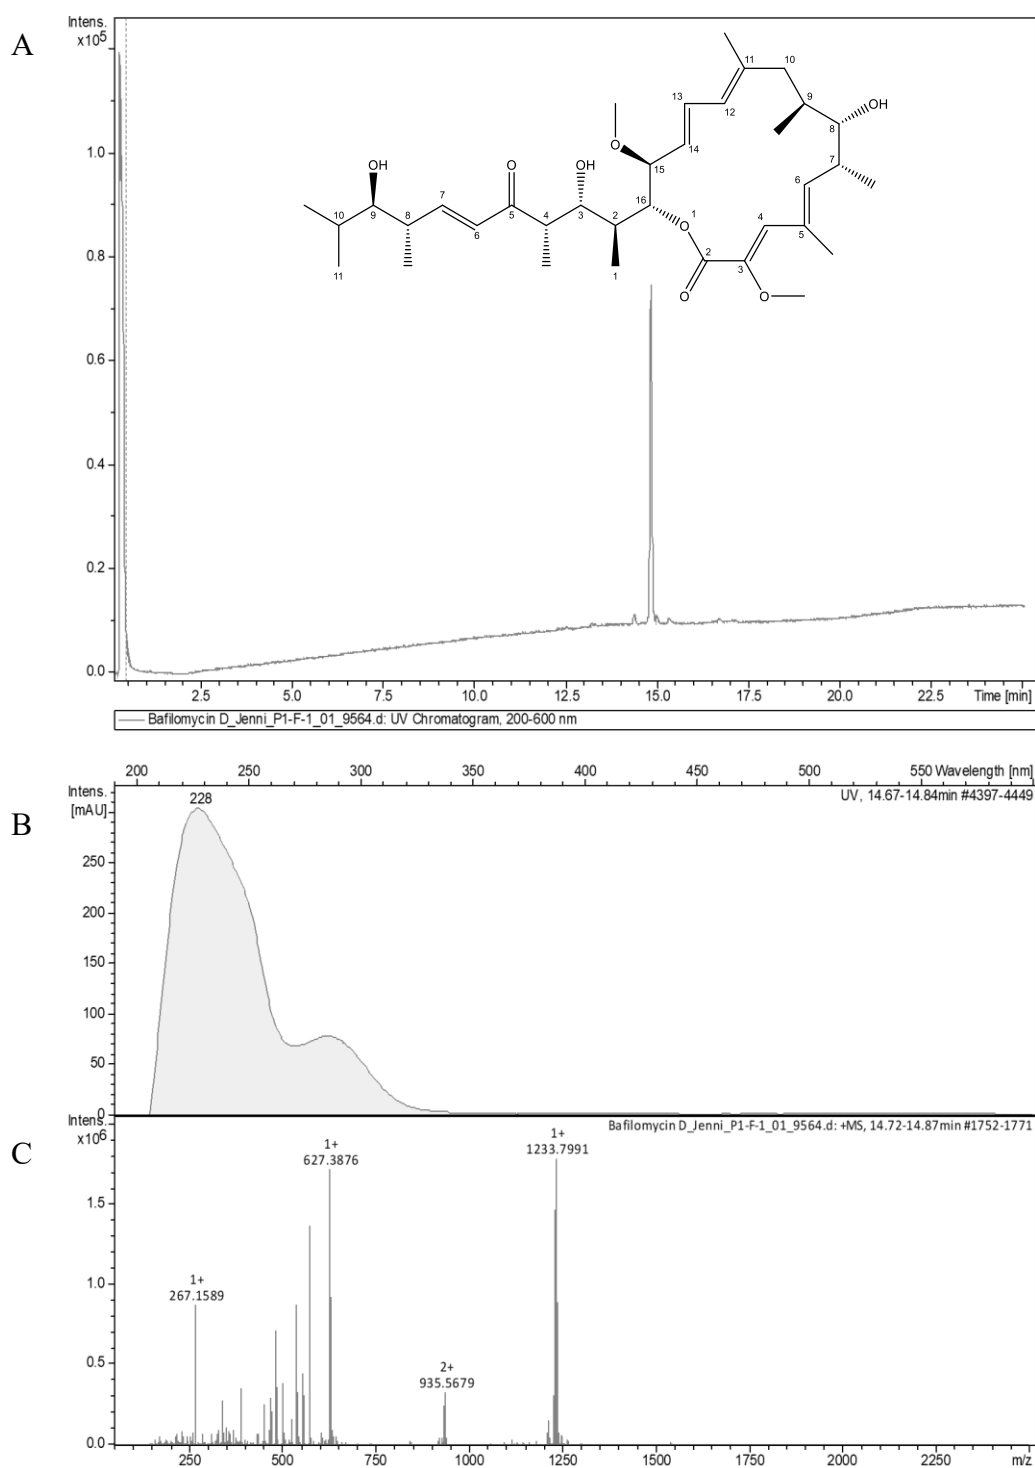 A
Intens.
x10⁵
1.0
0.8
0.6
0.4
0.2
0.0
2.5 5.0 7.5 10.0 12.5 15.0 17.5 20.0 22.5 Time [min]
11 10
13 9 OH
12 8
O 14 7
OH O OH 15 6
7 16 1 4
10 9 8 6 5 4 3 2 O 5
11 1 2 3
O O
Bafilomycin D_Jenni_P1-F-1_01_9564.d: UV Chromatogram, 200-600 nm
200 250 300 350 400 450 500 550 Wavelength [nm]
B
Intens.
[mAU]
228
UV, 14.67-14.84min #4397-4449
250
200
150
100
50
0
C
Intens.
x10⁶
Bafilomycin D_Jenni_P1-F-1_01_9564.d: +MS, 14.72-14.87min #1752-1771
1+
267.1589
1+
627.3876
2+
935.5679
1+
1233.7991
1.5
1.0
0.5
0.0
250 500 750 1000 1250 1500 1750 2000 2250 m/z